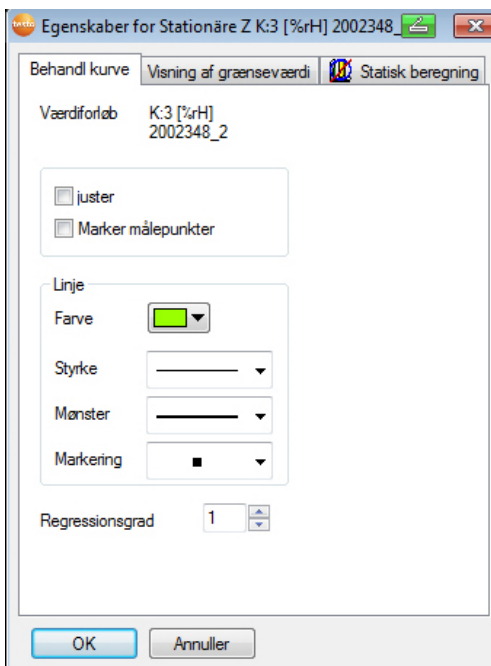 testo Egenskaber for Stationäre Z K:3 [%rH] 2002348_
Behandl kurve Visning af grænseværdi Statisk beregning
Værdiforløb K:3 [%rH]
2002348_2
juster
Marker målepunkter
Linje
Farve
Styrke
Mønster
Markering
Regressionsgrad 1
OK Annuller